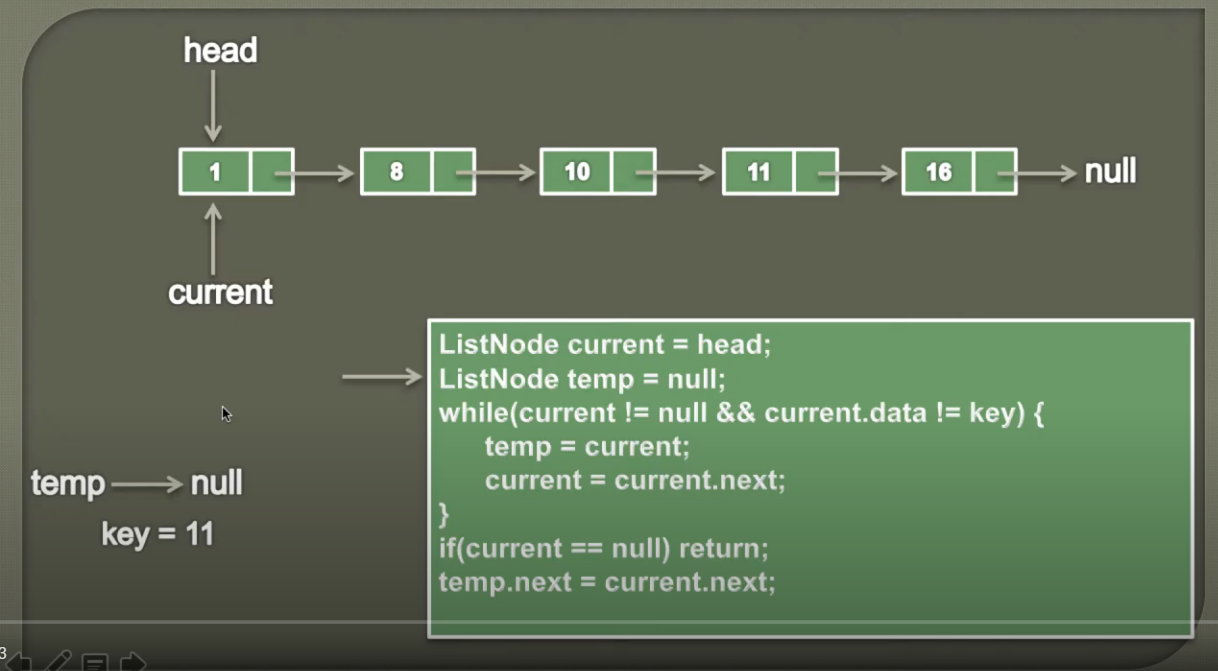 head
1 8 10 11 16 null
current
ListNode current = head;
ListNode temp = null;
while(current != null && current.data != key) {
temp = current;
current = current.next;
}
if(current == null) return;
temp.next = current.next;
temp null
key = 11
3